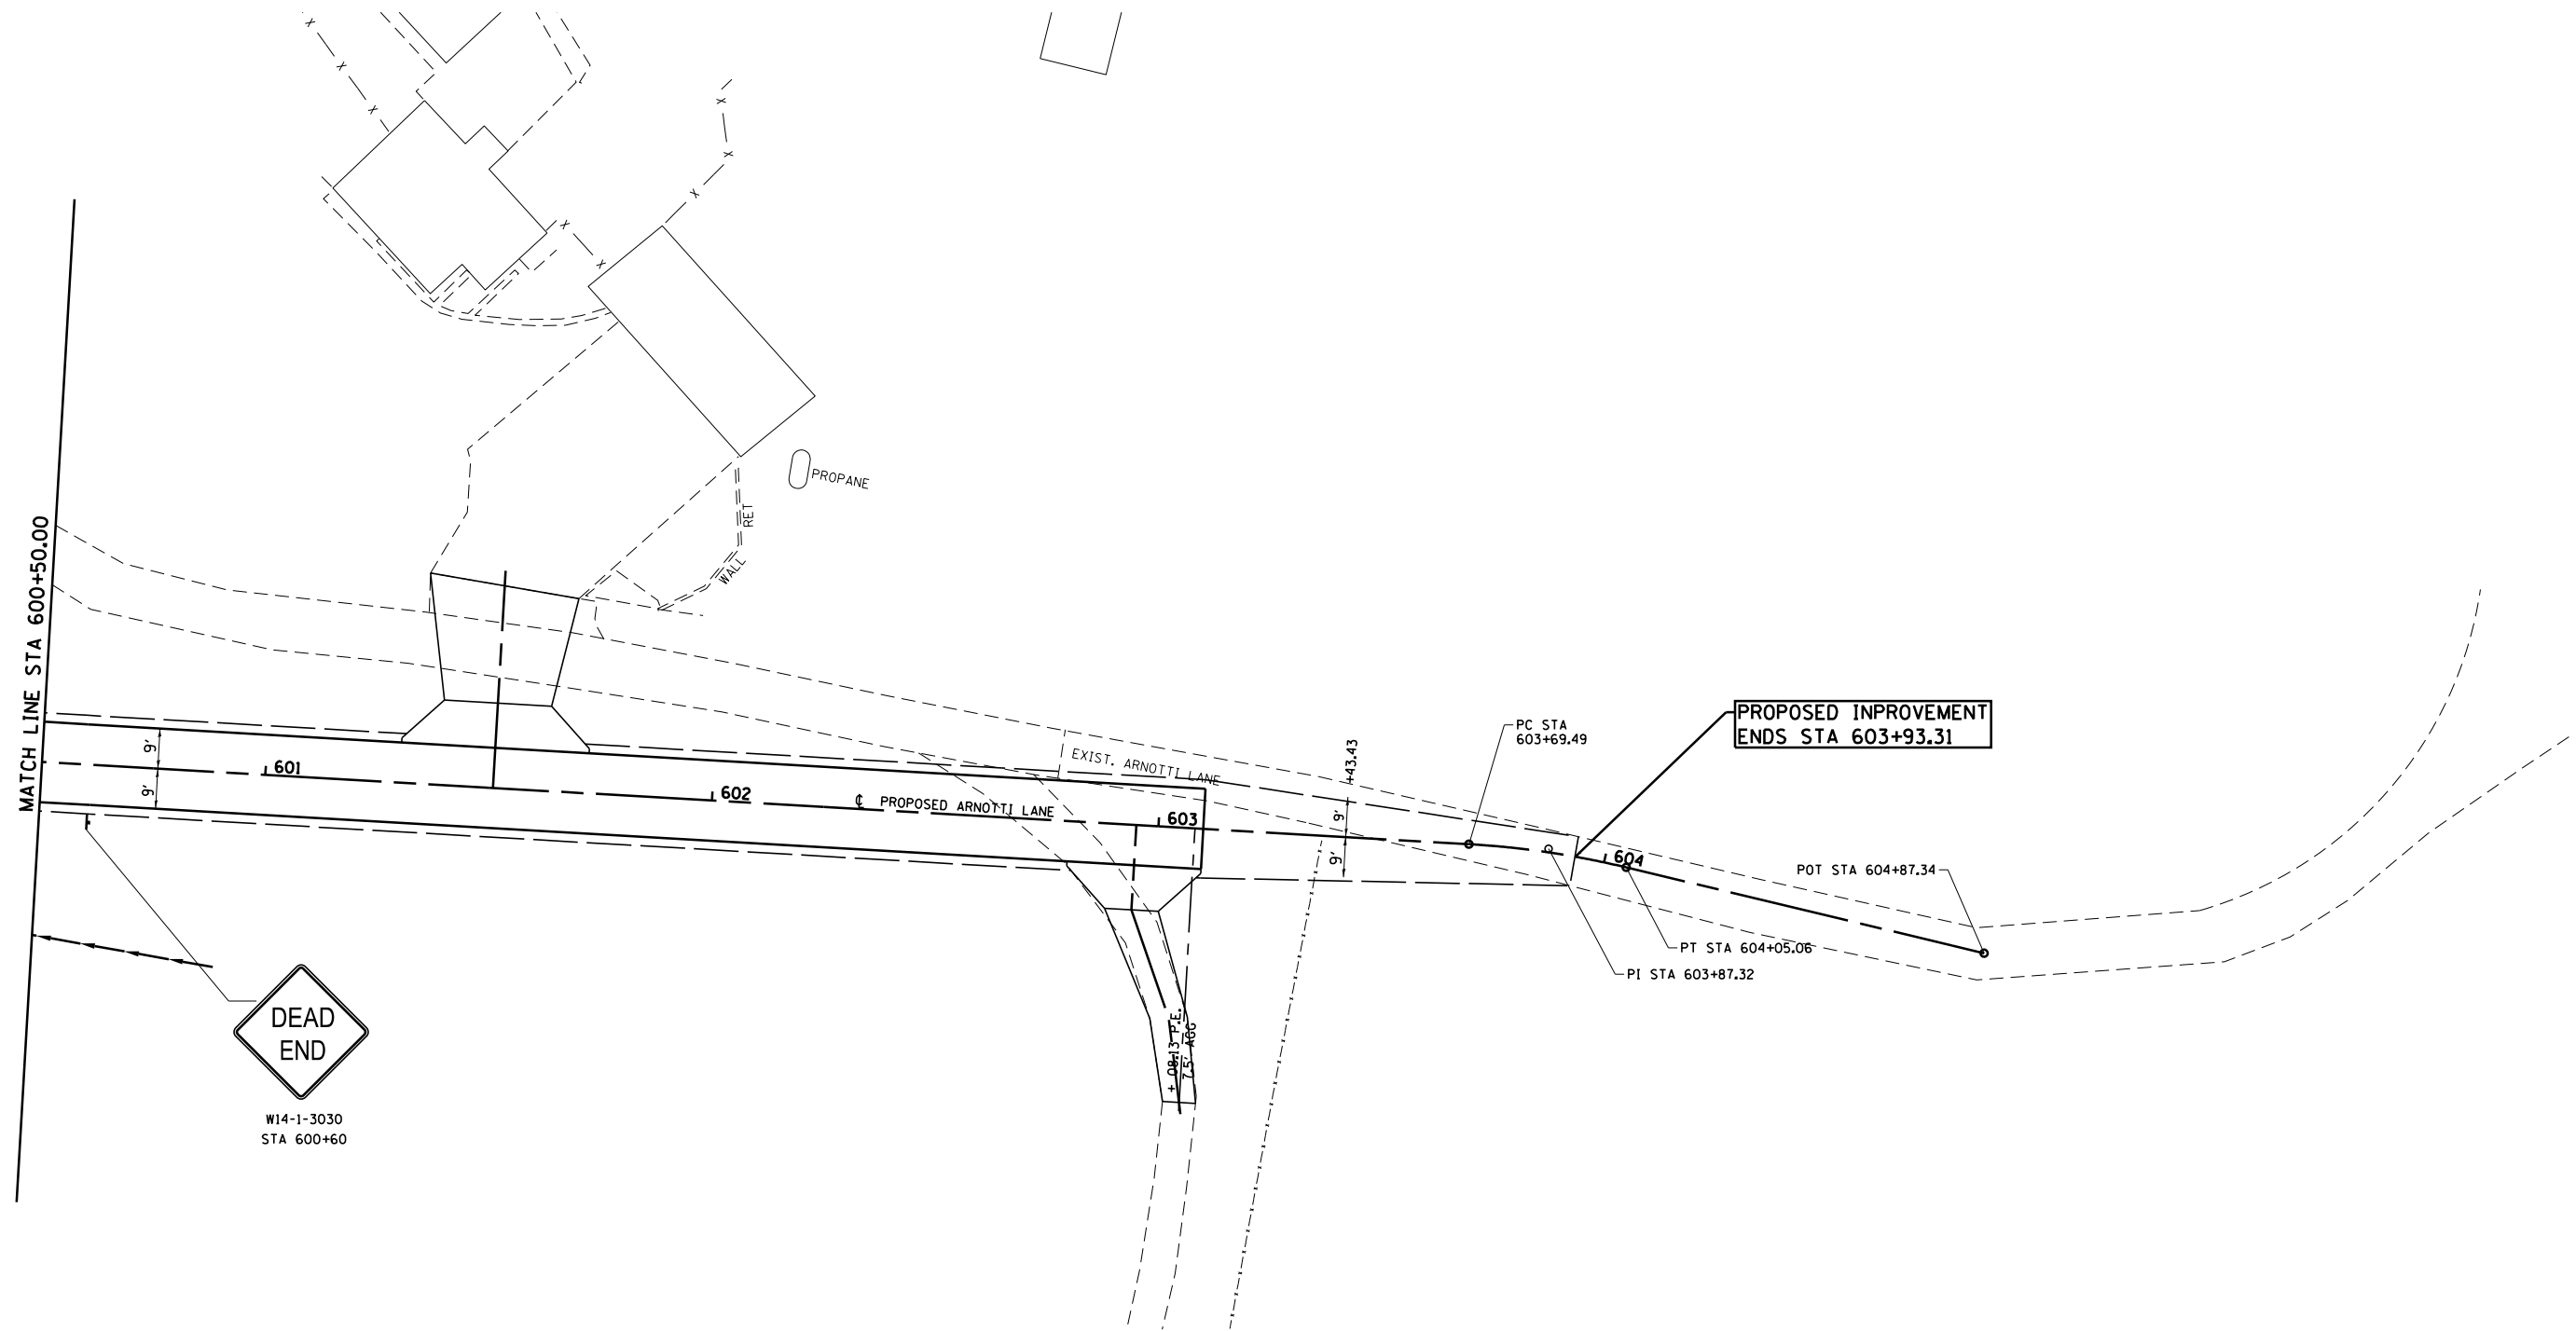 PROPANE
RET
WALL
MATCH LINE STA 600+50.00
PC STA
603+69.49
PROPOSED INPROVEMENT
ENDS STA 603+93.31
+43.43
EXIST. ARNOTTI LANE
9'
9'
601
602
℄ PROPOSED ARNOTTI LANE
603
9'
9'
604
POT STA 604+87.34
PT STA 604+05.06
PI STA 603+87.32
DEAD
END
W14-1-3030
STA 600+60
+ 08.13 P.E.
7.5' AGG